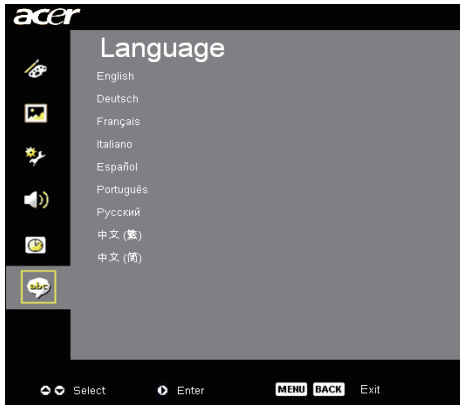 acer
Language
English
Deutsch
Français
Italiano
Español
Português
Русский
中文 (繁)
中文 (简)
abc
Select Enter MENU BACK Exit